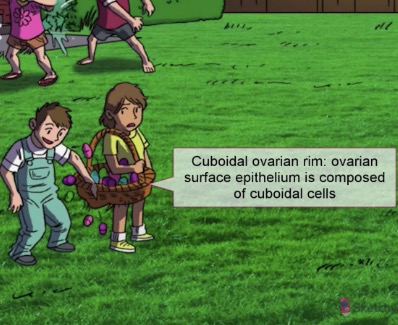 Cuboidal ovarian rim: ovarian
surface epithelium is composed
of cuboidal cells